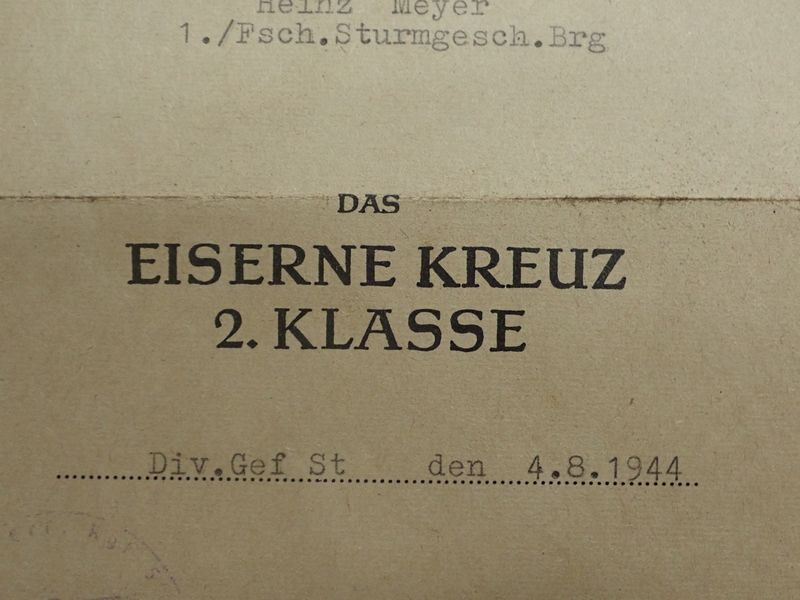 Heinz Meyer
1./Fsch.Sturmgesch.Brg
DAS
EISERNE KREUZ
2. KLASSE
Div.Gef St den 4.8.1944